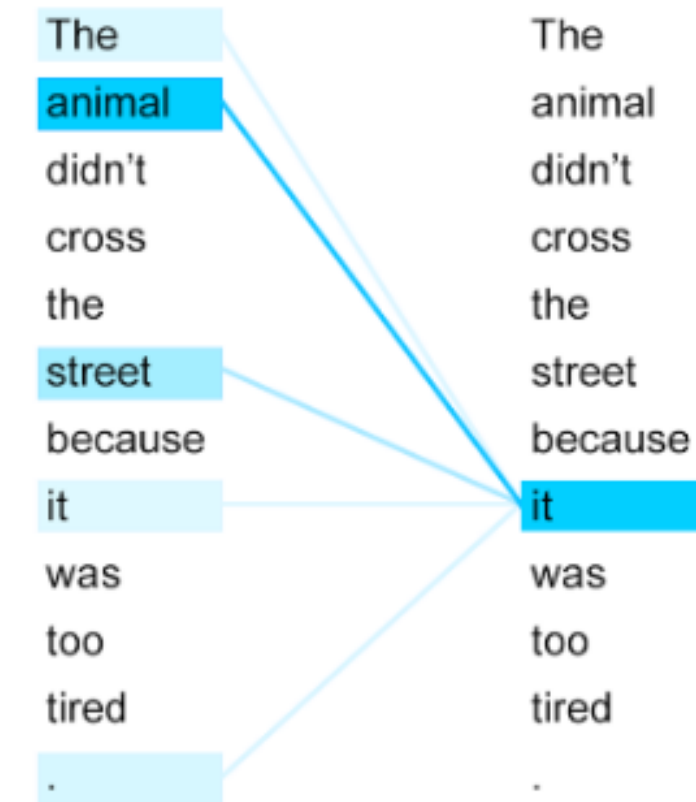 The
animal
didn't
cross
the
street
because
it
was
too
tired
.
The
animal
didn't
cross
the
street
because
it
was
too
tired
.